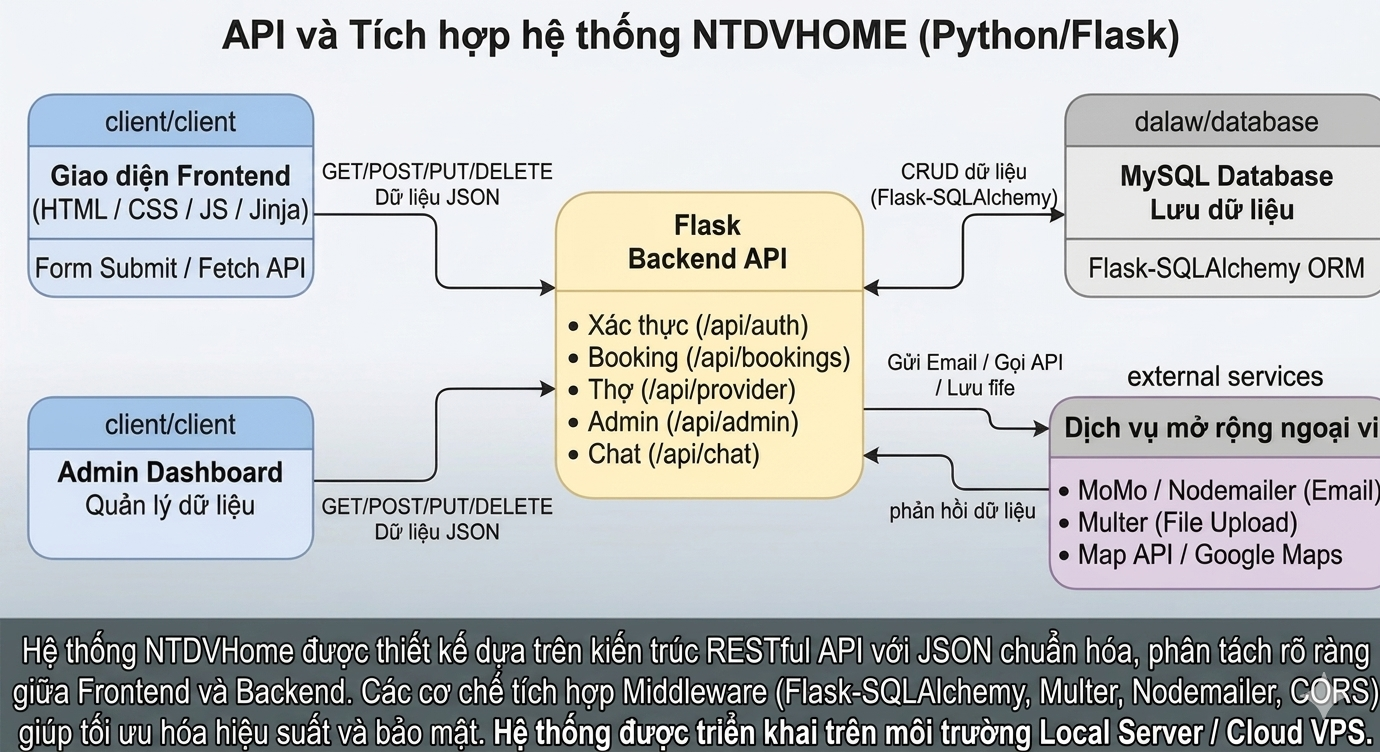 API và Tích hợp hệ thống NTDVHOME (Python/Flask)
client/client
Giao diện Frontend
(HTML / CSS / JS / Jinja)
Form Submit / Fetch API
GET/POST/PUT/DELETE
Dữ liệu JSON
client/client
Admin Dashboard
Quản lý dữ liệu
GET/POST/PUT/DELETE
Dữ liệu JSON
Flask
Backend API
• Xác thực (/api/auth)
• Booking (/api/bookings)
• Thợ (/api/provider)
• Admin (/api/admin)
• Chat (/api/chat)
CRUD dữ liệu
(Flask-SQLAlchemy)
dalaw/database
MySQL Database
Lưu dữ liệu
Flask-SQLAlchemy ORM
Gửi Email / Gọi API
/ Lưu fife
phản hồi dữ liệu
external services
Dịch vụ mở rộng ngoại vi
• MoMo / Nodemailer (Email)
• Multer (File Upload)
• Map API / Google Maps
Hệ thống NTDVHome được thiết kế dựa trên kiến trúc RESTful API với JSON chuẩn hóa, phân tách rõ ràng
giữa Frontend và Backend. Các cơ chế tích hợp Middleware (Flask-SQLAlchemy, Multer, Nodemailer, CORS)
giúp tối ưu hóa hiệu suất và bảo mật. Hệ thống được triển khai trên môi trường Local Server / Cloud VPS.